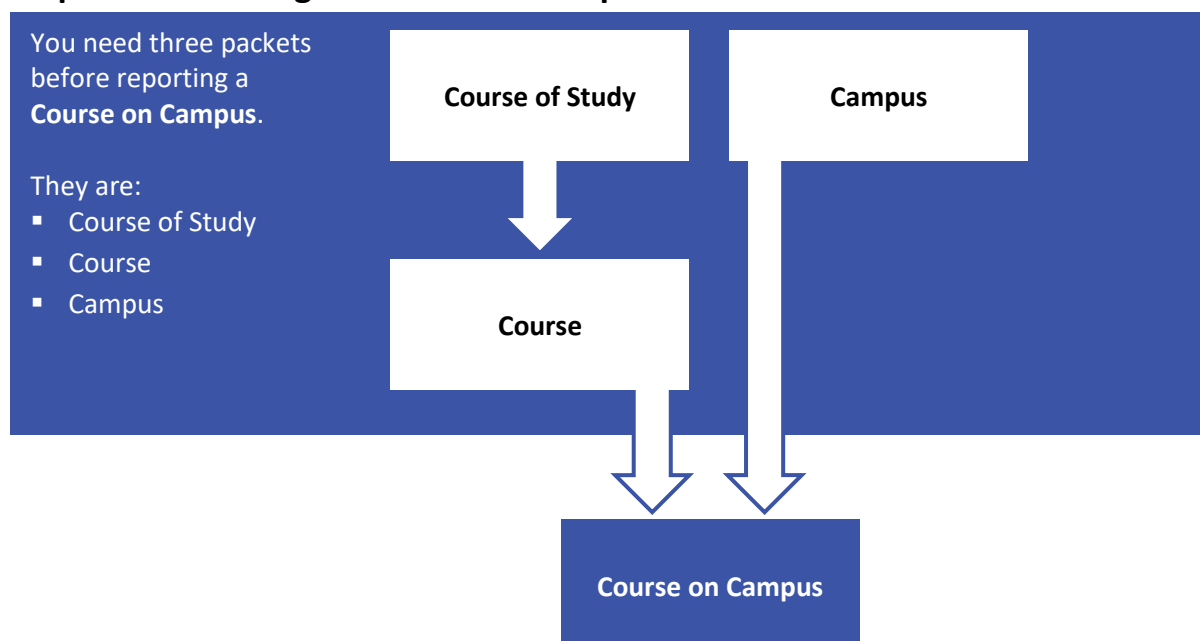 You need three packets
before reporting a
Course on Campus.
They are:
▪ Course of Study
▪ Course
▪ Campus
Course of Study
Campus
Course
Course on Campus